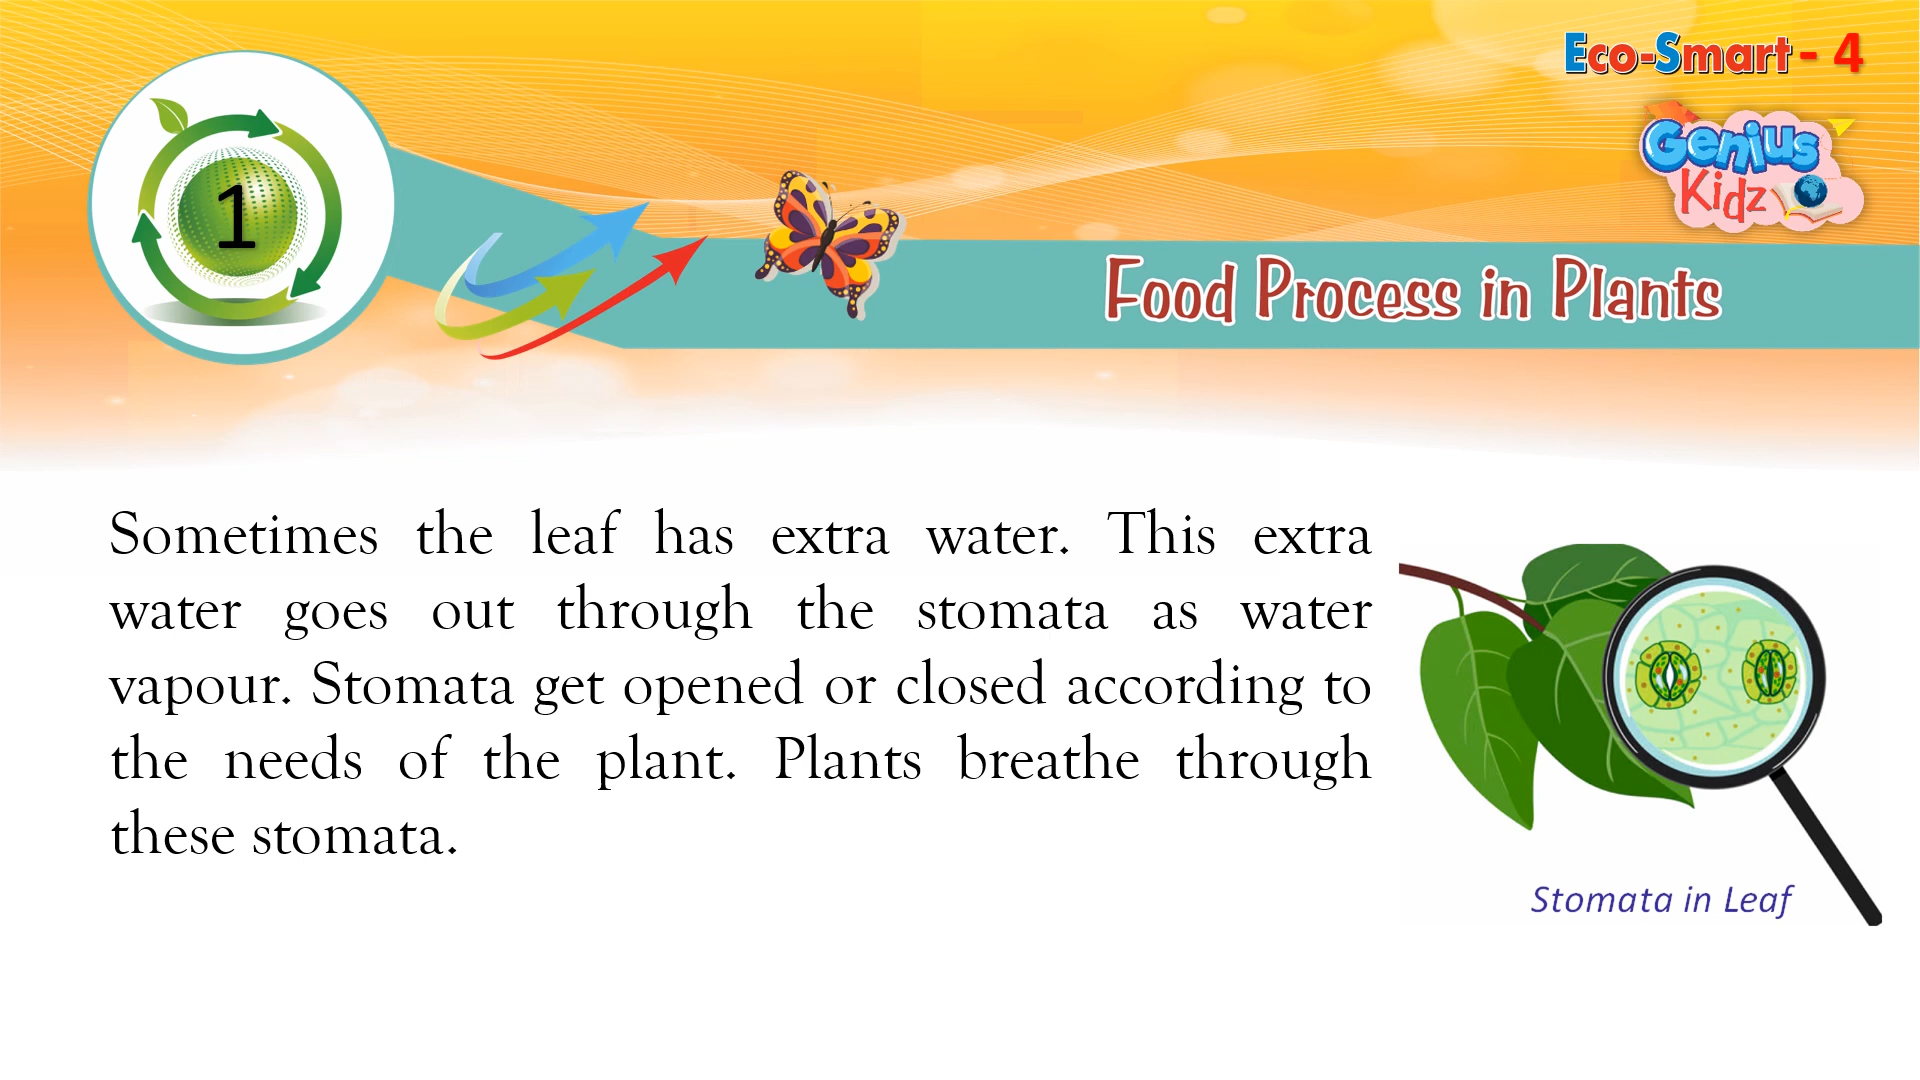 Eco-Smart - 4
Genius
Kidz
1
Food Process in Plants
Sometimes the leaf has extra water. This extra
water goes out through the stomata as water
vapour. Stomata get opened or closed according to
the needs of the plant. Plants breathe through
these stomata.
Stomata in Leaf